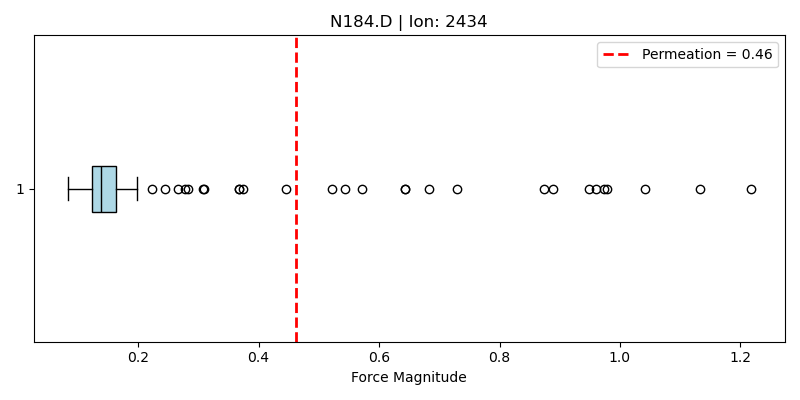 N184.D | Ion: 2434
Permeation = 0.46
1
0.2 0.4 0.6 0.8 1.0 1.2
Force Magnitude